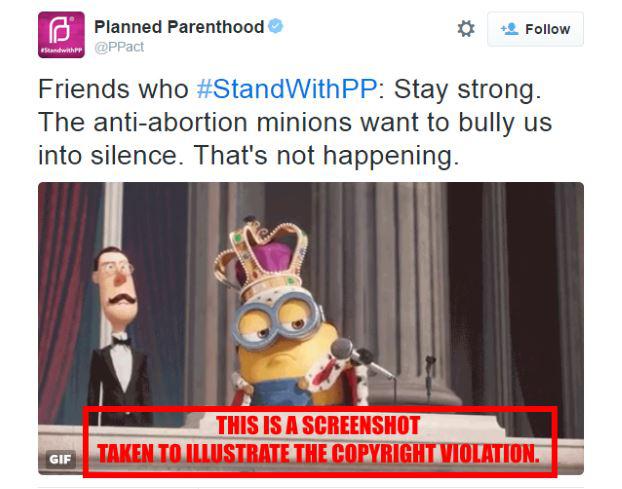 Planned Parenthood
@PPact
Follow
#StandwithPP
Friends who #StandWithPP: Stay strong.
The anti-abortion minions want to bully us
into silence. That's not happening.
THIS IS A SCREENSHOT
TAKEN TO ILLUSTRATE THE COPYRIGHT VIOLATION.
GIF